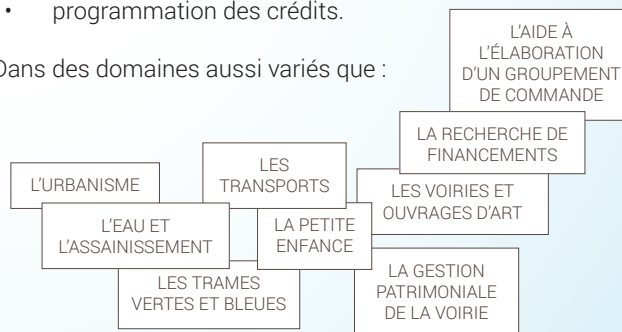 • programmation des crédits.
Dans des domaines aussi variés que :
L'AIDE À
L'ÉLABORATION
D'UN GROUPEMENT
DE COMMANDE
LA RECHERCHE DE
FINANCEMENTS
L'URBANISME
LES
TRANSPORTS
LES VOIRIES ET
OUVRAGES D'ART
L'EAU ET
L'ASSAINISSEMENT
LA PETITE
ENFANCE
LES TRAMES
VERTES ET BLEUES
LA GESTION
PATRIMONIALE
DE LA VOIRIE